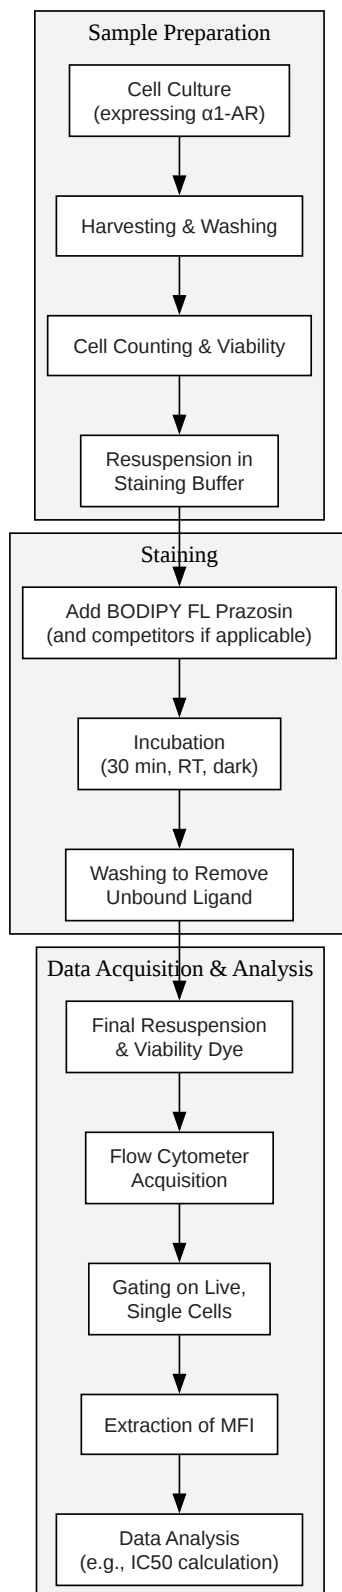 Sample Preparation
Cell Culture
(expressing α1-AR)
Harvesting & Washing
Cell Counting & Viability
Resuspension in
Staining Buffer
Staining
Add BODIPY FL Prazosin
(and competitors if applicable)
Incubation
(30 min, RT, dark)
Washing to Remove
Unbound Ligand
Data Acquisition & Analysis
Final Resuspension
& Viability Dye
Flow Cytometer
Acquisition
Gating on Live,
Single Cells
Extraction of MFI
Data Analysis
(e.g., IC50 calculation)